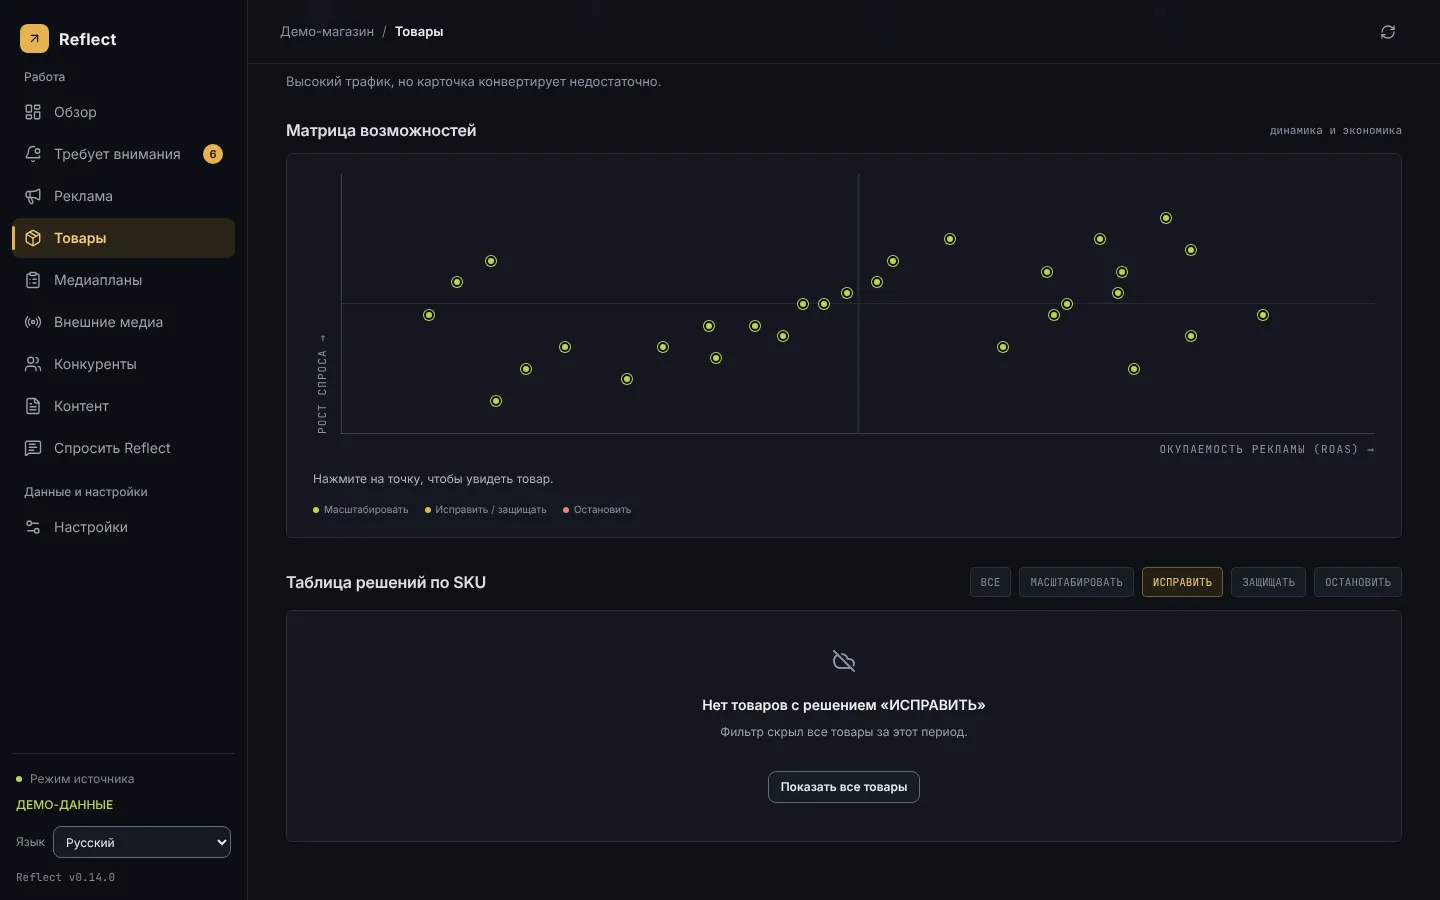 Reflect
Работа
Обзор
Требует внимания 6
Реклама
Товары
Медиапланы
Внешние медиа
Конкуренты
Контент
Спросить Reflect
Данные и настройки
Настройки
Режим источника
ДЕМО-ДАННЫЕ
Язык Русский
Reflect v0.14.0
Демо-магазин / Товары
Высокий трафик, но карточка конвертирует недостаточно.
Матрица возможностей
динамика и экономика
РОСТ СПРОСА →
ОКУПАЕМОСТЬ РЕКЛАМЫ (ROAS) →
Нажмите на точку, чтобы увидеть товар.
Масштабировать Исправить / защищать Остановить
Таблица решений по SKU
ВСЕ МАСШТАБИРОВАТЬ ИСПРАВИТЬ ЗАЩИЩАТЬ ОСТАНОВИТЬ
Нет товаров с решением «ИСПРАВИТЬ»
Фильтр скрыл все товары за этот период.
Показать все товары